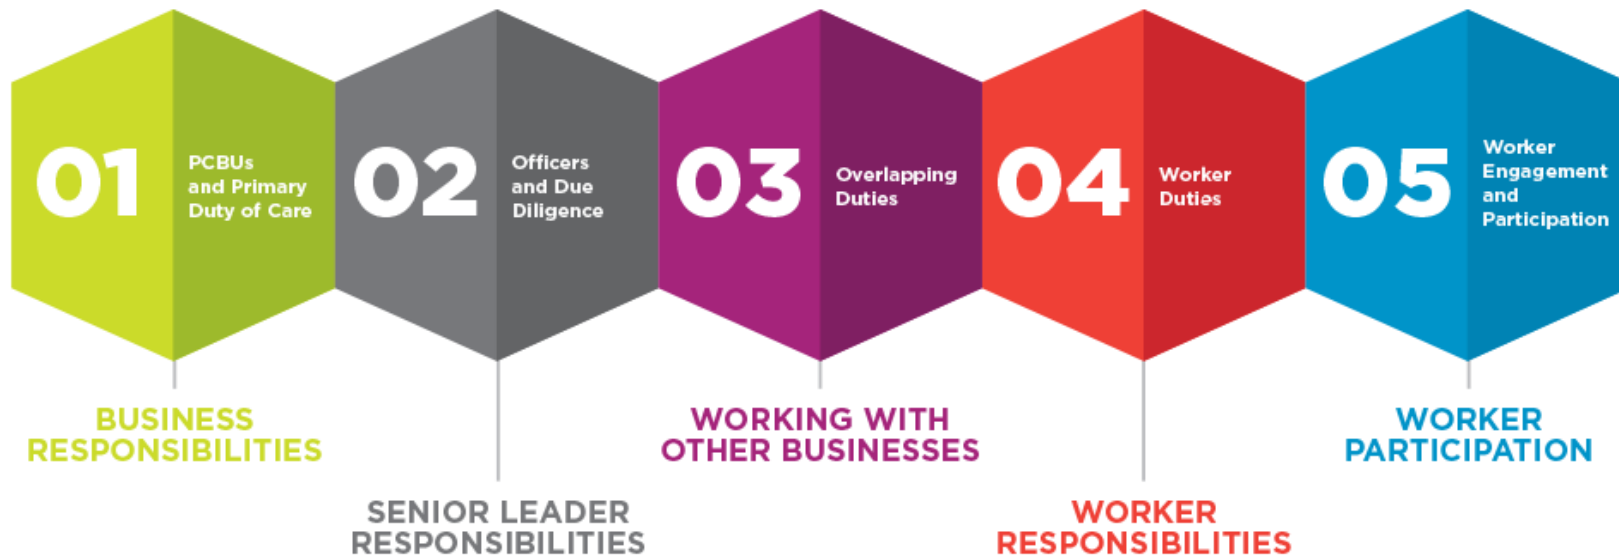 01
PCBUs
and Primary
Duty of Care
02
Officers
and Due
Diligence
03
Overlapping
Duties
04
Worker
Duties
05
Worker
Engagement
and
Participation
BUSINESS
RESPONSIBILITIES
SENIOR LEADER
RESPONSIBILITIES
WORKING WITH
OTHER BUSINESSES
WORKER
RESPONSIBILITIES
WORKER
PARTICIPATION